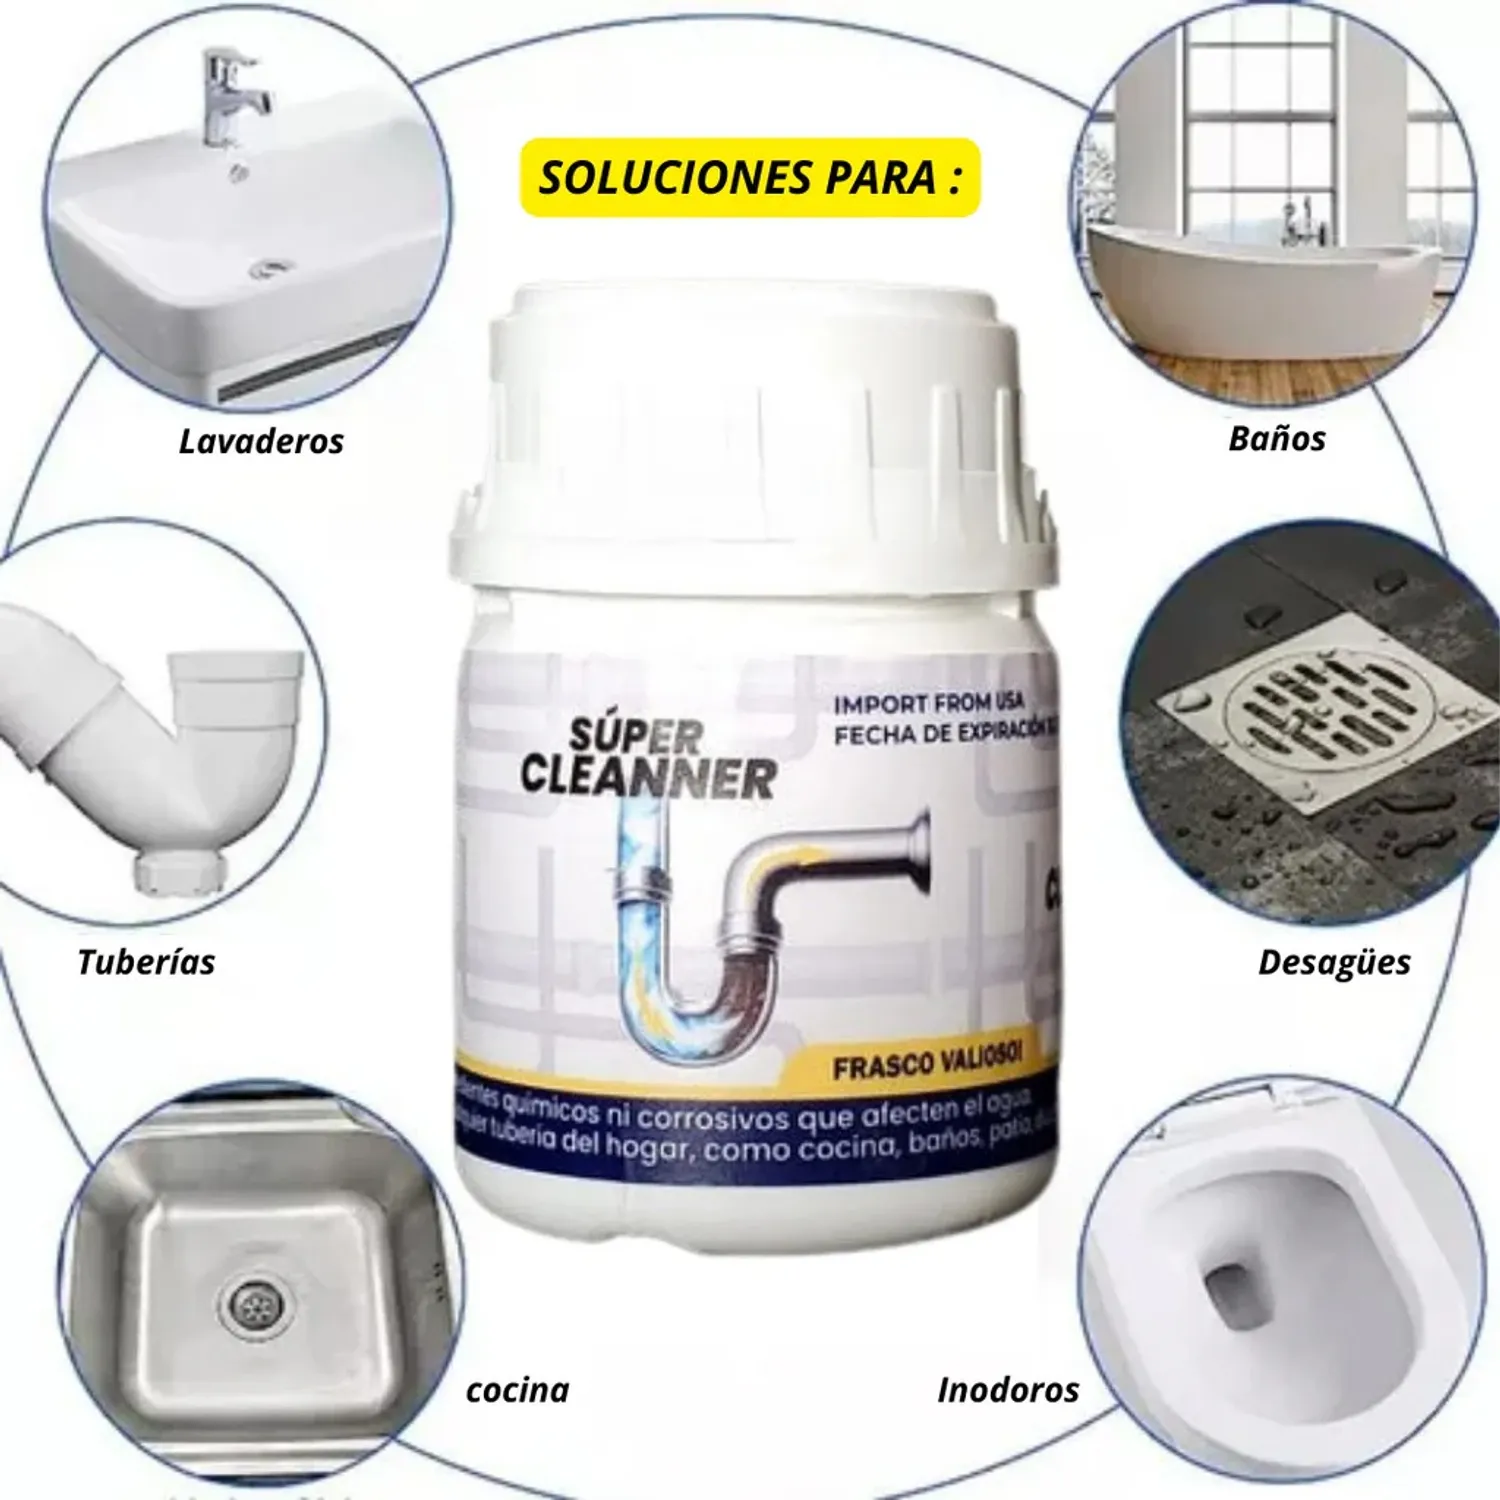 SOLUCIONES PARA :
Lavaderos
Baños
IMPORT FROM USA
FECHA DE EXPIRACIÓN
SÚPER
CLEANNER
Tuberías
Desagües
FRASCO VALIOSO!
químicos ni corrosivos que afecten el agua,
tubería del hogar, como cocina, baños, patio,
cocina
Inodoros